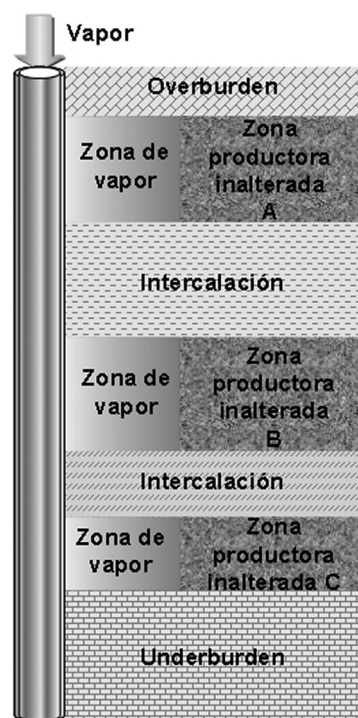 Vapor
Overburden
Zona de
vapor
Zona
productora
inalterada
A
Intercalación
Zona de
vapor
Zona
productora
inalterada
B
Intercalación
Zona de
vapor
Zona
productora
inalterada C
Underburden